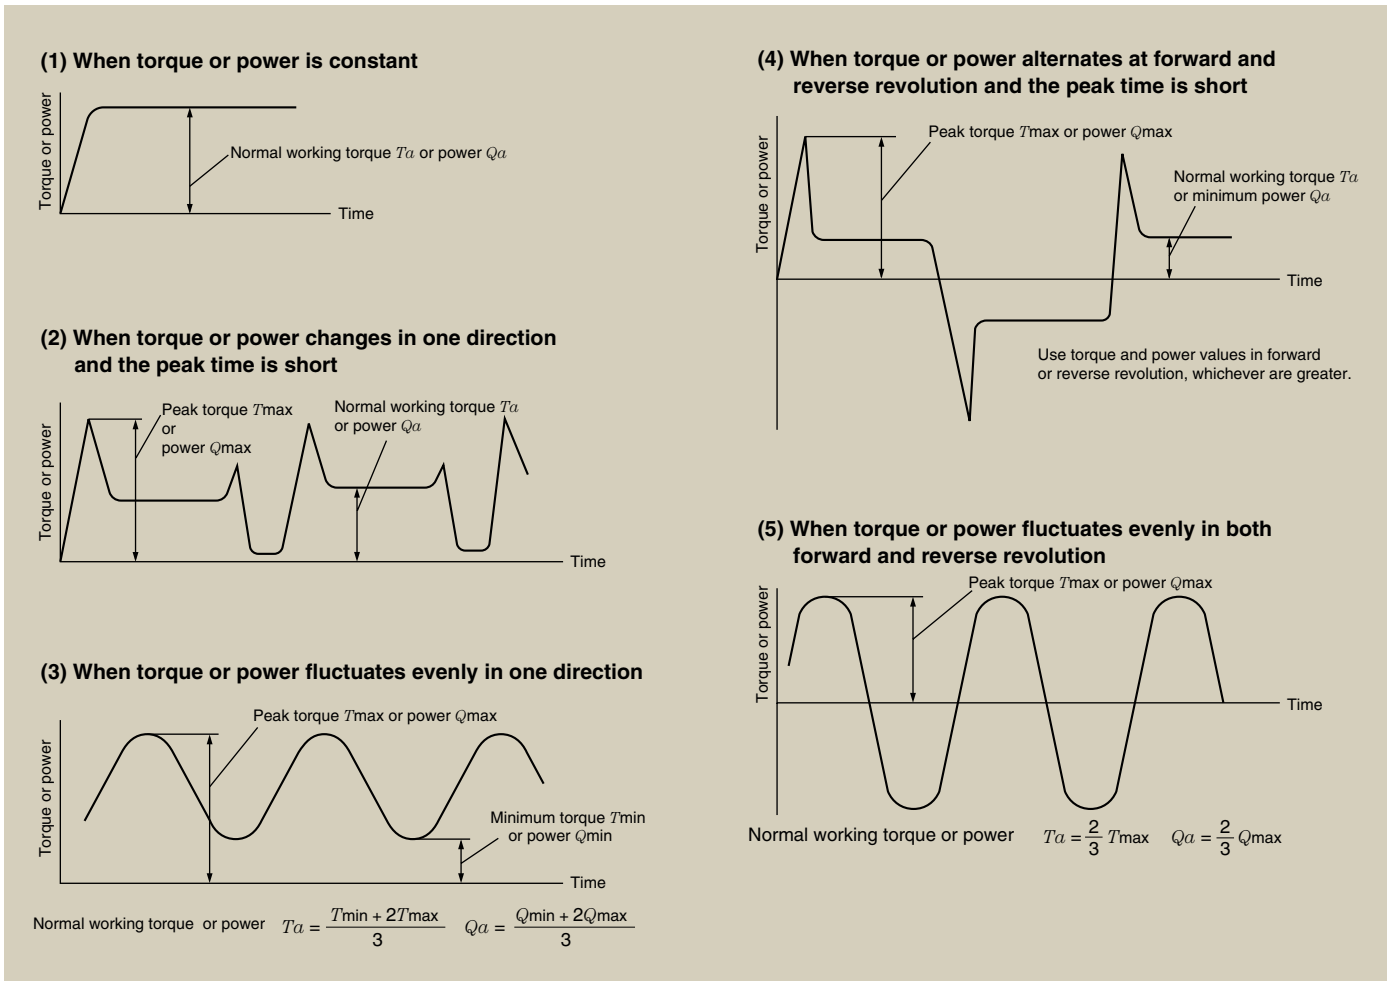 (1) When torque or power is constant
Torque or power
Normal working torque Ta or power Qa
Time
(2) When torque or power changes in one direction
and the peak time is short
Torque or power
Peak torque Tmax
or
power Qmax
Normal working torque Ta
or power Qa
Time
(3) When torque or power fluctuates evenly in one direction
Torque or power
Peak torque Tmax or power Qmax
Minimum torque Tmin
or power Qmin
Time
Normal working torque or power Ta = Tmin + 2Tmax / 3 Qa = Qmin + 2Qmax / 3
(4) When torque or power alternates at forward and
reverse revolution and the peak time is short
Torque or power
Peak torque Tmax or power Qmax
Normal working torque Ta
or minimum power Qa
Time
Use torque and power values in forward
or reverse revolution, whichever are greater.
(5) When torque or power fluctuates evenly in both
forward and reverse revolution
Torque or power
Peak torque Tmax or power Qmax
Time
Normal working torque or power Ta = 2/3 Tmax Qa = 2/3 Qmax